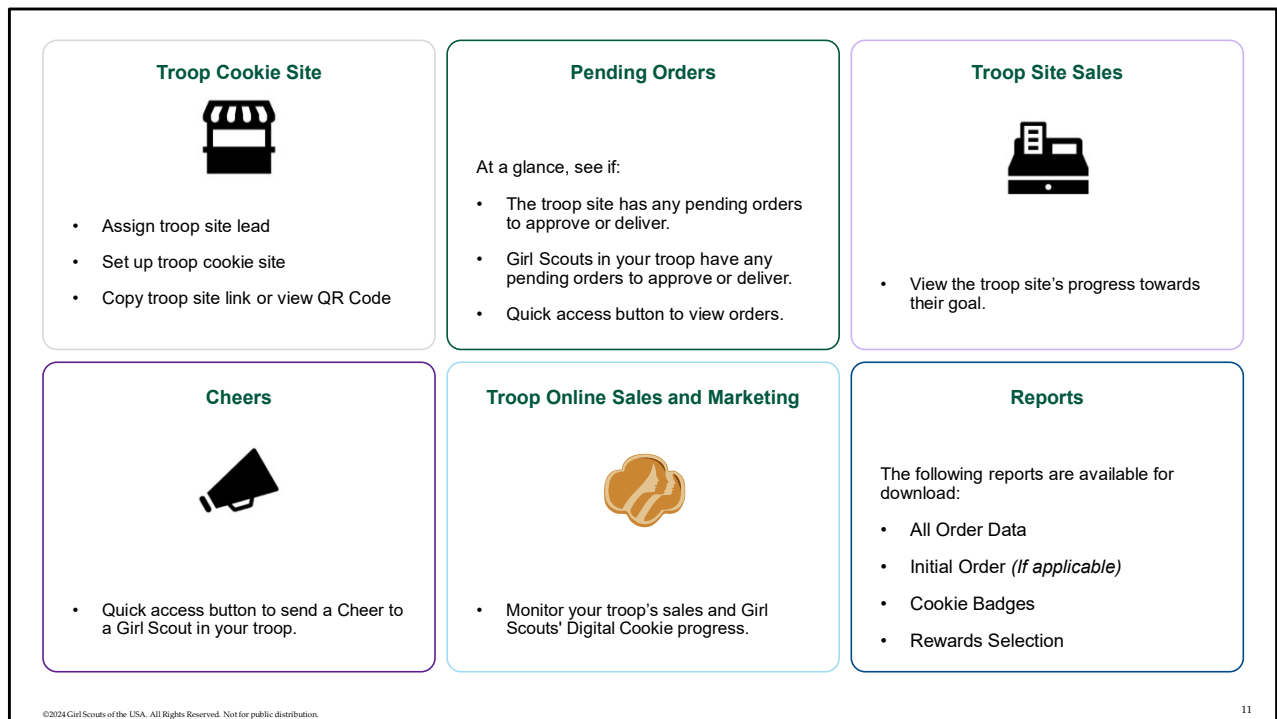 Troop Cookie Site
• Assign troop site lead
• Set up troop cookie site
• Copy troop site link or view QR Code
Pending Orders
At a glance, see if:
• The troop site has any pending orders
to approve or deliver.
• Girl Scouts in your troop have any
pending orders to approve or deliver.
• Quick access button to view orders.
Troop Site Sales
• View the troop site’s progress towards
their goal.
Cheers
• Quick access button to send a Cheer to
a Girl Scout in your troop.
Troop Online Sales and Marketing
• Monitor your troop’s sales and Girl
Scouts' Digital Cookie progress.
Reports
The following reports are available for
download:
• All Order Data
• Initial Order (If applicable)
• Cookie Badges
• Rewards Selection
©2024 Girl Scouts of the USA. All Rights Reserved. Not for public distribution.
11